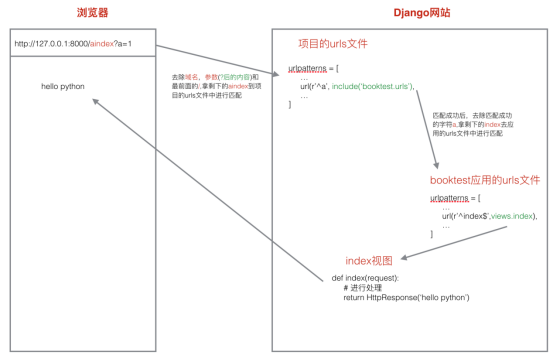 浏览器
Django网站
http://127.0.0.1:8000/aindex?a=1
hello python
去除域名，参数(?后的内容)和
最前面的/,拿剩下的aindex到项
目的urls文件中进行匹配
项目的urls文件
urlpatterns = [
...
url(r'^a', include('booktest.urls'),
...
]
匹配成功后，去除匹配成功
的字符a,拿剩下的index去应
用的urls文件中进行匹配
booktest应用的urls文件
urlpatterns = [
...
url(r'^index$',views.index),
...
]
index视图
def index(request):
# 进行处理
return HttpResponse('hello python')